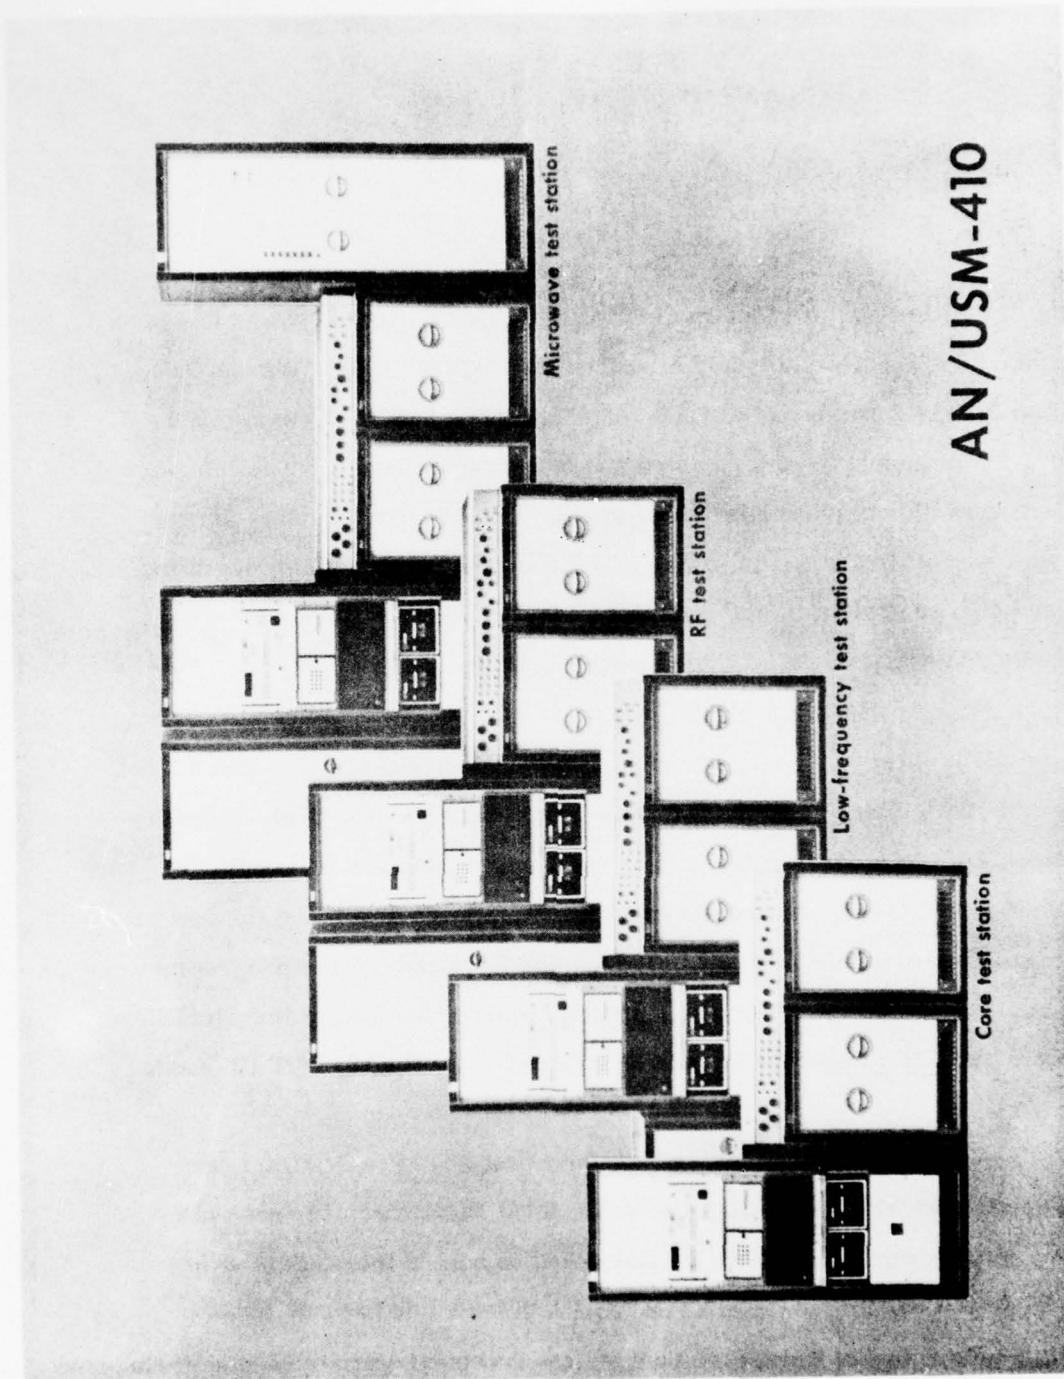 Microwave test station
RF test station
Low-frequency test station
Core test station
AN/USM-410